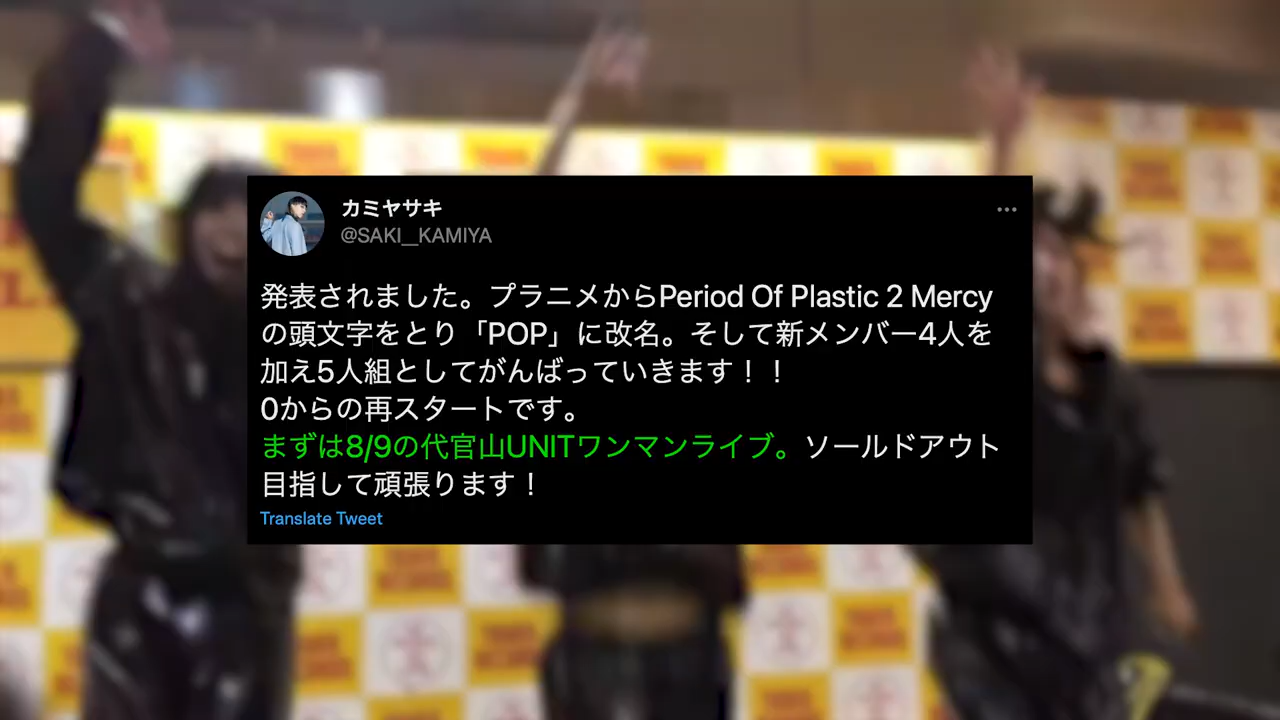 カミヤサキ
@SAKI__KAMIYA
発表されました。プラニメからPeriod Of Plastic 2 Mercy
の頭文字をとり「POP」に改名。そして新メンバー4人を
加え5人組としてがんばっていきます！！
0からの再スタートです。
まずは8/9の代官山UNITワンマンライブ。ソールドアウト
目指して頑張ります！
Translate Tweet